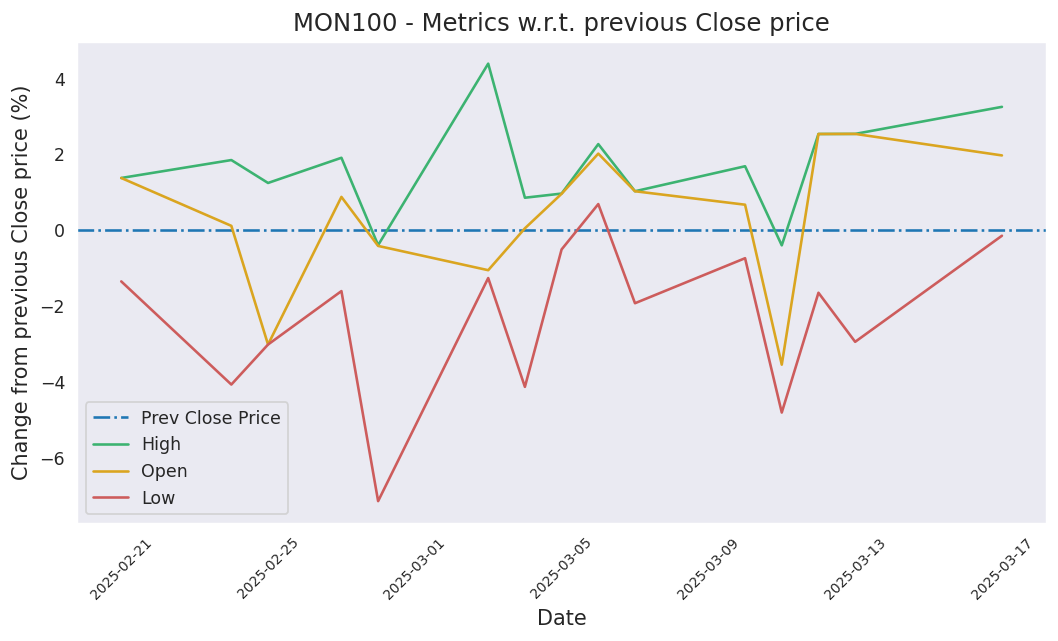 MON100 - Metrics w.r.t. previous Close price
Change from previous Close price (%)
4
2
0
−2
−4
−6
Prev Close Price
High
Open
Low
2025-02-21
2025-02-25
2025-03-01
2025-03-05
2025-03-09
2025-03-13
2025-03-17
Date